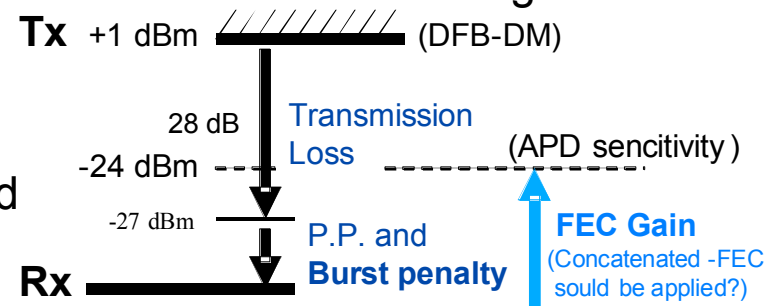 Tx +1 dBm (DFB-DM)
28 dB Transmission
Loss
(APD sencitivity)
-24 dBm
d
-27 dBm
P.P. and
Burst penalty
FEC Gain
(Concatenated -FEC
sould be applied?)
Rx